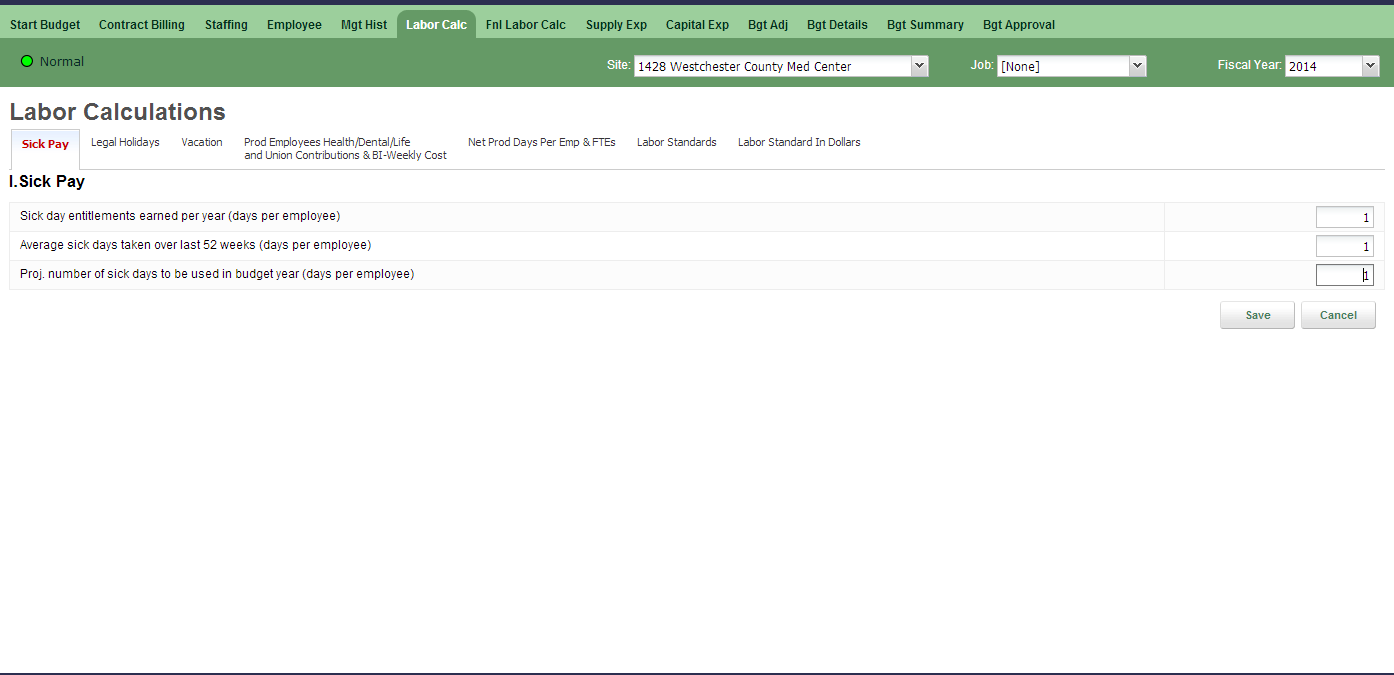 Start Budget Contract Billing Staffing Employee Mgt Hist Labor Calc Fnl Labor Calc Supply Exp Capital Exp Bgt Adj Bgt Details Bgt Summary Bgt Approval
Normal Site: 1428 Westchester County Med Center Job: [None] Fiscal Year: 2014
Labor Calculations
Sick Pay Legal Holidays Vacation Prod Employees Health/Dental/Life Net Prod Days Per Emp & FTEs Labor Standards Labor Standard In Dollars
and Union Contributions & BI-Weekly Cost
I.Sick Pay
Sick day entitlements earned per year (days per employee) 1
Average sick days taken over last 52 weeks (days per employee) 1
Proj. number of sick days to be used in budget year (days per employee) 1
Save Cancel